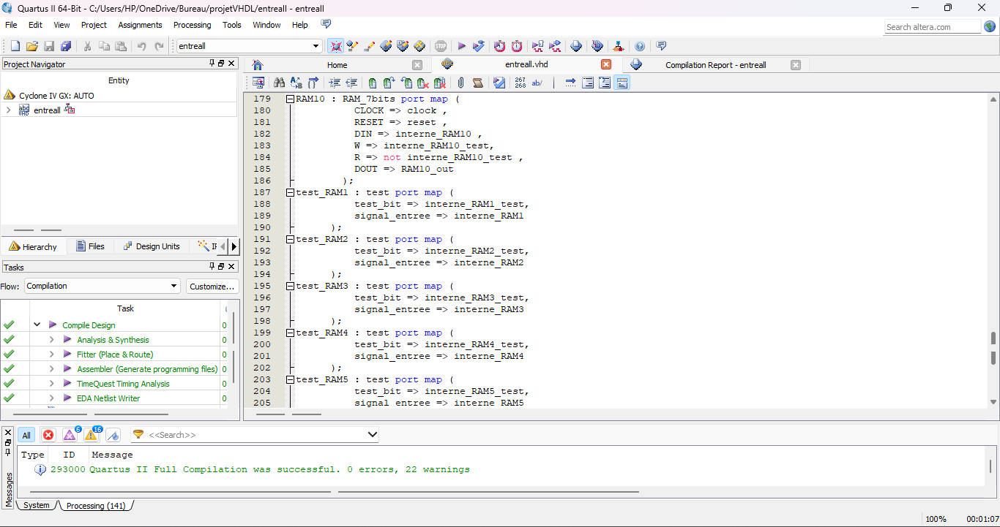 Quartus II 64-Bit - C:/Users/HP/OneDrive/Bureau/projetVHDL/entreall - entreall
File Edit View Project Assignments Processing Tools Window Help
Search altera.com
entreall
Project Navigator
Home
entreall.vhd
Compilation Report - entreall
Entity
Cyclone IV GX: AUTO
entreall
Hierarchy Files Design Units
Tasks
Flow: Compilation Customize...
Task
Compile Design
Analysis & Synthesis
Fitter (Place & Route)
Assembler (Generate programming files)
TimeQuest Timing Analysis
EDA Netlist Writer
267
268
ab/
179 RAM10 : RAM_7bits port map (
180 CLOCK => clock ,
181 RESET => reset ,
182 DIN => interne_RAM10 ,
183 W => interne_RAM10_test,
184 R => not interne_RAM10_test ,
185 DOUT => RAM10_out
186 );
187 test_RAM1 : test port map (
188 test_bit => interne_RAM1_test,
189 signal_entree => interne_RAM1
190 );
191 test_RAM2 : test port map (
192 test_bit => interne_RAM2_test,
193 signal_entree => interne_RAM2
194 );
195 test_RAM3 : test port map (
196 test_bit => interne_RAM3_test,
197 signal_entree => interne_RAM3
198 );
199 test_RAM4 : test port map (
200 test_bit => interne_RAM4_test,
201 signal_entree => interne_RAM4
202 );
203 test_RAM5 : test port map (
204 test_bit => interne_RAM5_test,
205 signal_entree => interne_RAM5
All 6 16 <<Search>>
Type ID Message
293000 Quartus II Full Compilation was successful. 0 errors, 22 warnings
Messages
System Processing (141)
100% 00:01:07